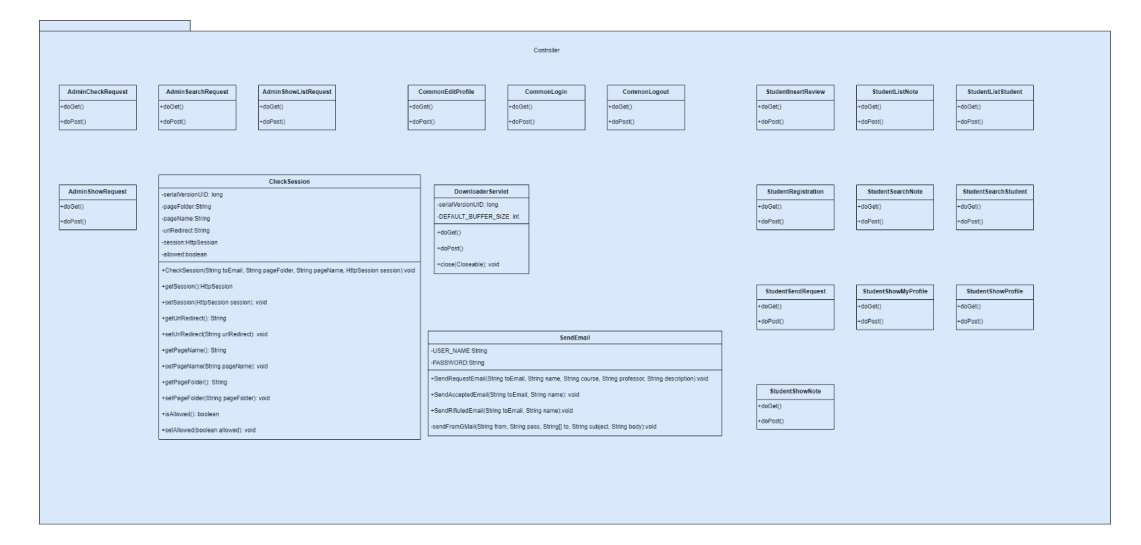 Controller
AdminCheckRequest
+doGet()
+doPost()
AdminSearchRequest
+doGet()
+doPost()
AdminShowListRequest
+doGet()
+doPost()
CommonEditProfile
+doGet()
+doPost()
CommonLogin
+doGet()
+doPost()
CommonLogout
+doGet()
+doPost()
StudentInsertReview
+doGet()
+doPost()
StudentListNote
+doGet()
+doPost()
StudentListStudent
+doGet()
+doPost()
AdminShowRequest
+doGet()
+doPost()
CheckSession
-serialVersionUID: long
-pageFolder:String
-pageName:String
-urlRedirect:String
-session:HttpSession
-allowed:boolean
+CheckSession(String toEmail, String pageFolder, String pageName, HttpSession session):void
+getSession():HttpSession
+setSession(HttpSession session): void
+getUrlRedirect(): String
+setUrlRedirect(String urlRedirect): void
+getPageName(): String
+setPageName(String pageName): void
+getPageFolder(): String
+setPageFolder(String pageFolder): void
+isAllowed(): boolean
+setAllowed(boolean allowed): void
DownloaderServlet
-serialVersionUID: long
-DEFAULT_BUFFER_SIZE: int
+doGet()
+doPost()
+close(Closeable): void
StudentRegistration
+doGet()
+doPost()
StudentSearchNote
+doGet()
+doPost()
StudentSearchStudent
+doGet()
+doPost()
StudentSendRequest
+doGet()
+doPost()
StudentShowMyProfile
+doGet()
+doPost()
StudentShowProfile
+doGet()
+doPost()
SendEmail
-USER_NAME:String
-PASSWORD:String
+SendRequestEmail(String toEmail, String name, String course, String professor, String description):void
+SendAcceptedEmail(String toEmail, String name): void
+SendRifiutedEmail(String toEmail, String name):void
-sendFromGMail(String from, String pass, String[] to, String subject, String body):void
StudentShowNote
+doGet()
+doPost()